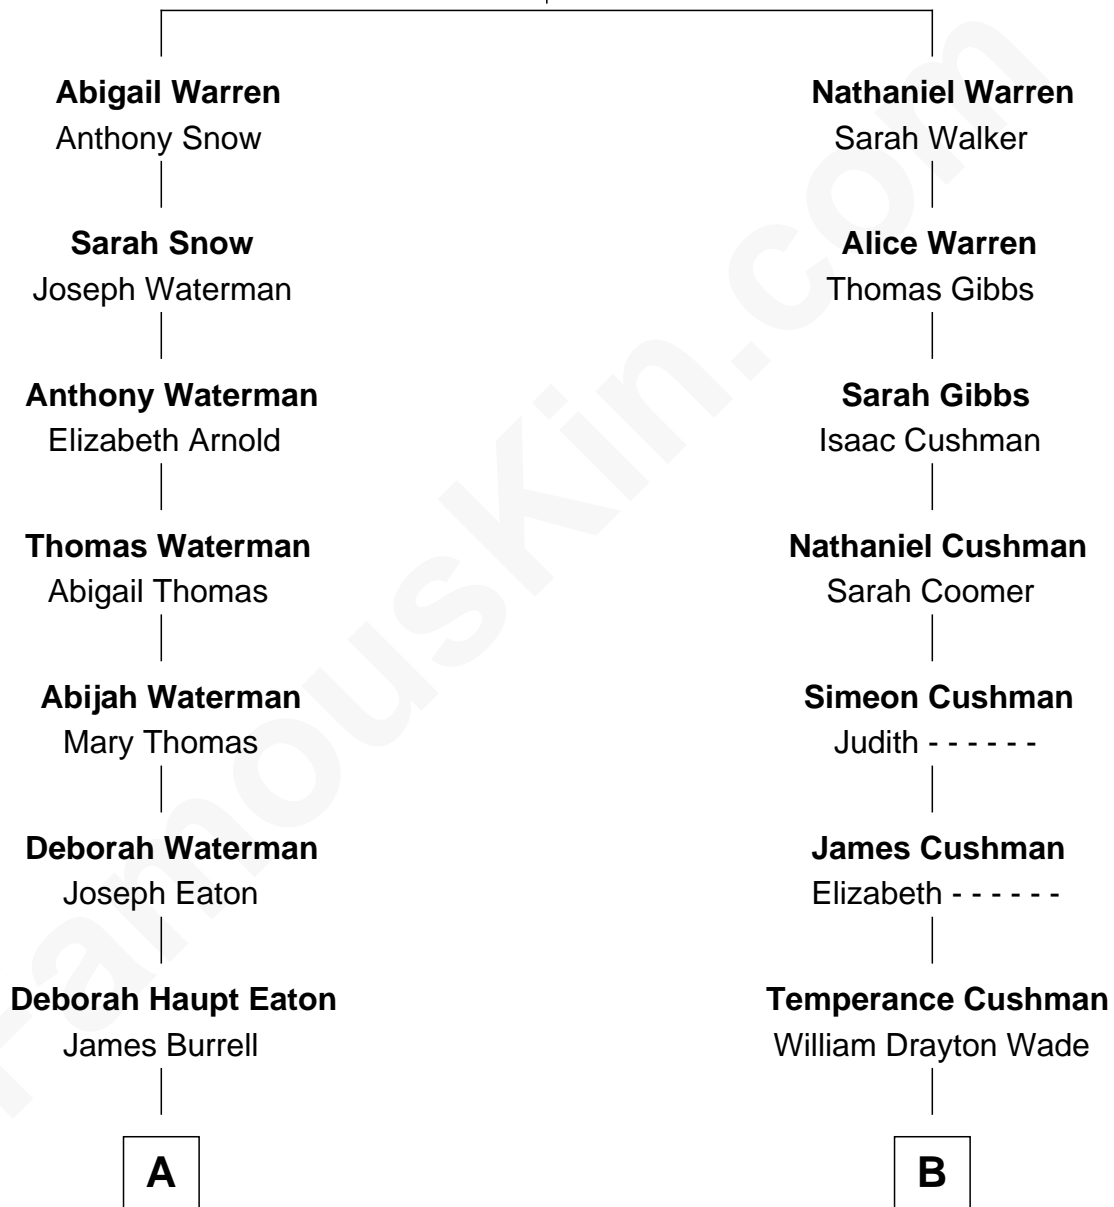 Abigail Warren
Anthony Snow
Sarah Snow
Joseph Waterman
Anthony Waterman
Elizabeth Arnold
Thomas Waterman
Abigail Thomas
Abijah Waterman
Mary Thomas
Deborah Waterman
Joseph Eaton
Deborah Haupt Eaton
James Burrell
A
Nathaniel Warren
Sarah Walker
Alice Warren
Thomas Gibbs
Sarah Gibbs
Isaac Cushman
Nathaniel Cushman
Sarah Coomer
Simeon Cushman
Judith - - - - - -
James Cushman
Elizabeth - - - - - -
Temperance Cushman
William Drayton Wade
B
FamousKin.com